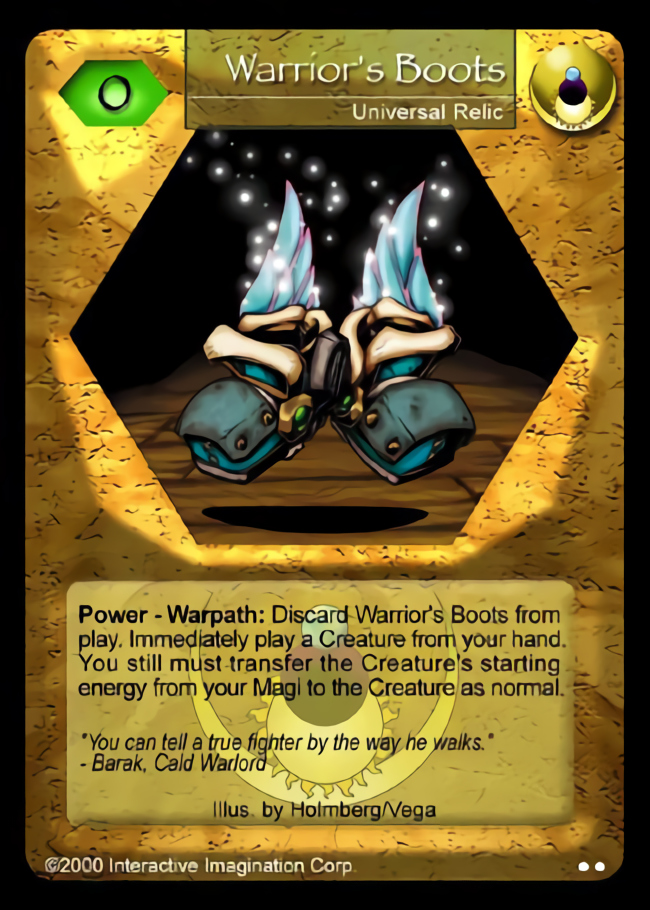 0
Warrior's Boots
Universal Relic
Power - Warpath: Discard Warrior's Boots from
play. Immediately play a Creature from your hand.
You still must transfer the Creature's starting
energy from your Magi to the Creature as normal.
"You can tell a true fighter by the way he walks."
- Barak, Cald Warlord
Illus. by Holmberg/Vega
©2000 Interactive Imagination Corp.